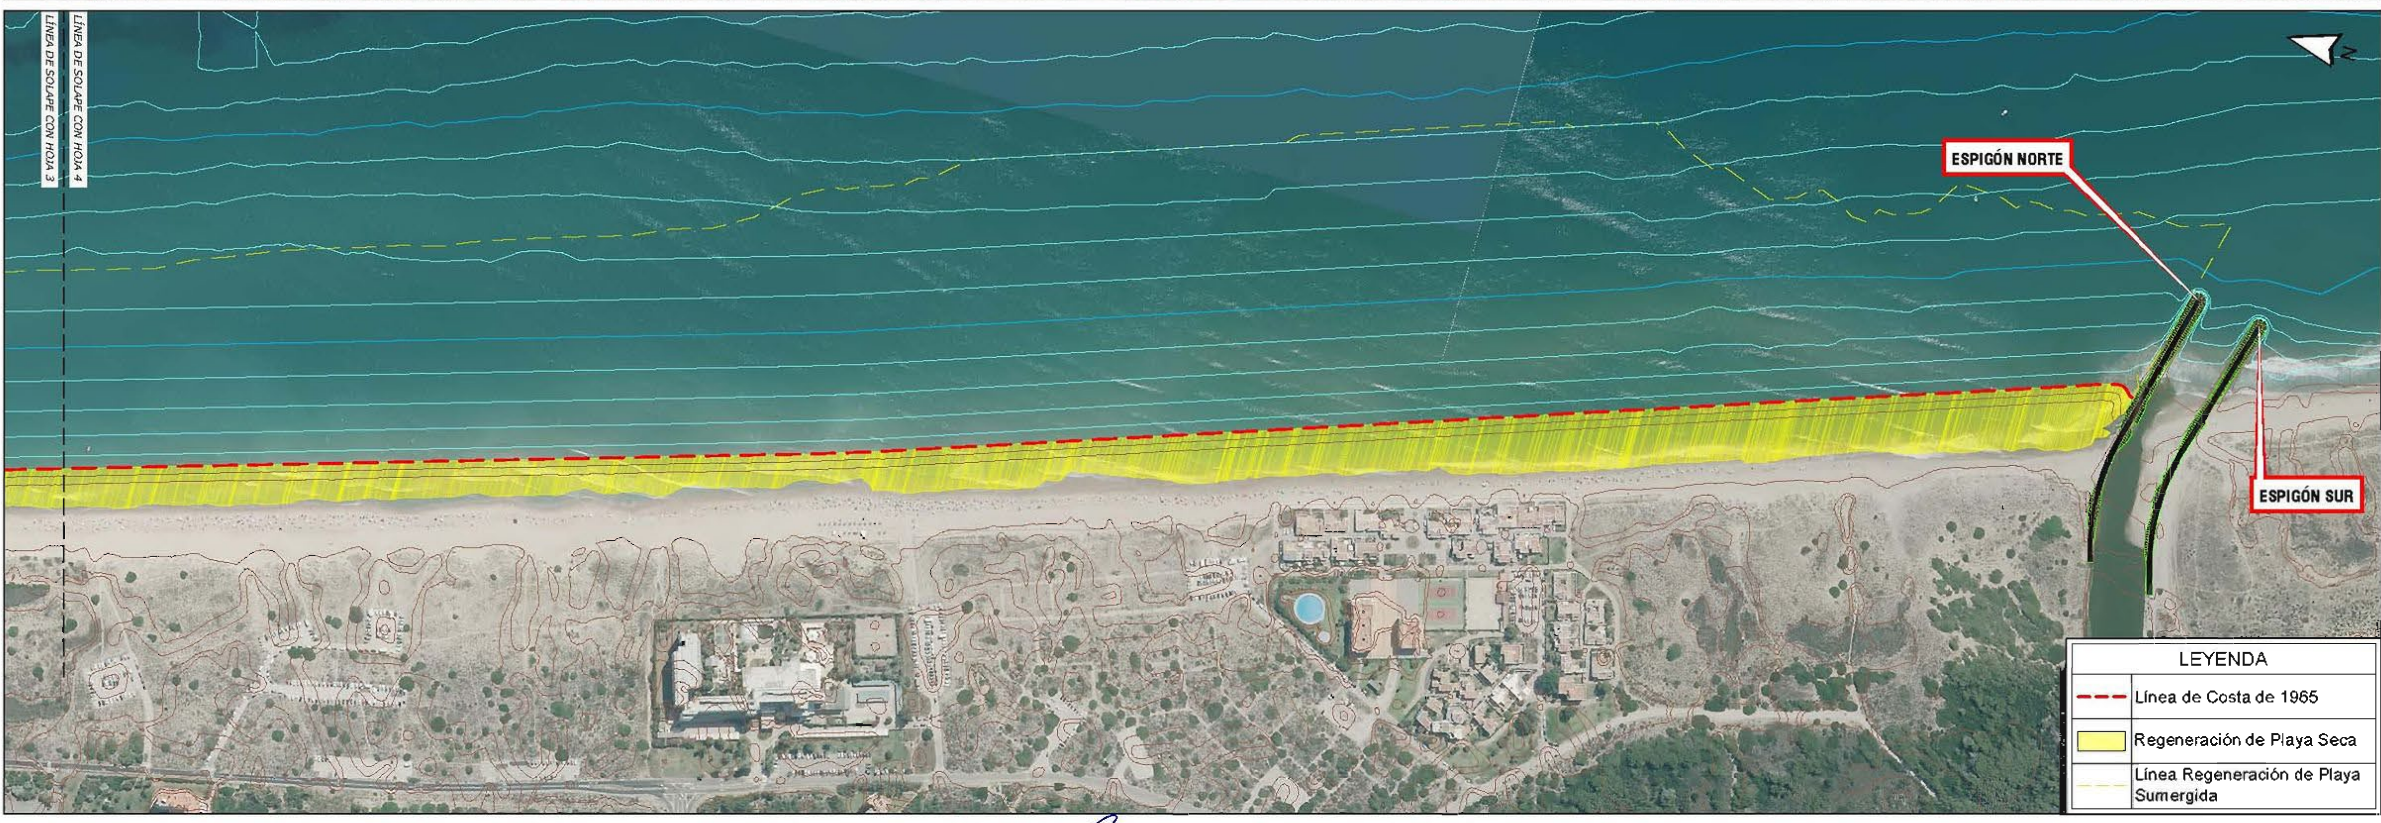 LÍNEA DE SOLAPE CON HOJA 3
LÍNEA DE SOLAPE CON HOJA 4
N
ESPIGÓN NORTE
ESPIGÓN SUR
LEYENDA
Línea de Costa de 1965
Regeneración de Playa Seca
Línea Regeneración de Playa
Sumergida